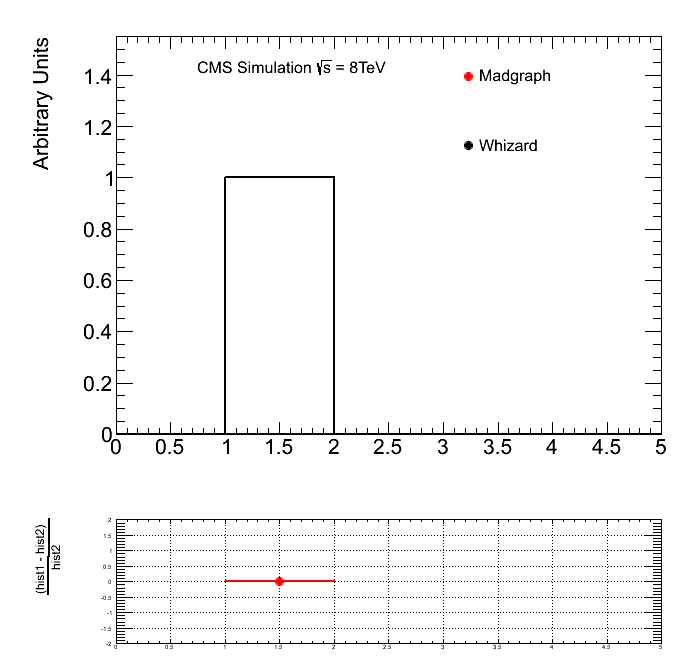 Arbitrary Units
CMS Simulation √s = 8TeV
Madgraph
Whizard
1.4
1.2
1
0.8
0.6
0.4
0.2
0
0 0.5 1 1.5 2 2.5 3 3.5 4 4.5 5
(hist1 - hist2)
hist2
2
1.5
1
0.5
0
-0.5
-1
-1.5
-2
0 0.5 1 1.5 2 2.5 3 3.5 4 4.5 5